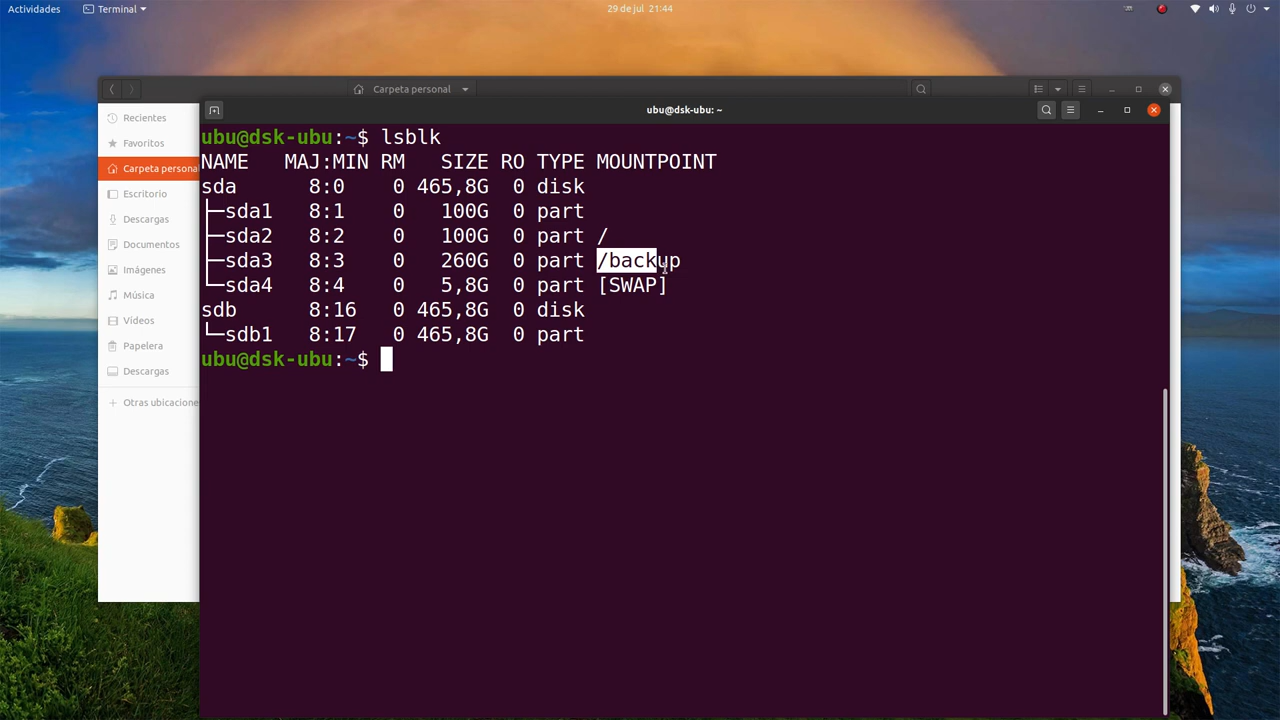 Actividades Terminal 29 de jul 21:44
Carpeta personal
ubu@dsk-ubu: ~
Recientes
Favoritos
Carpeta persona
Escritorio
Descargas
Documentos
Imágenes
Música
Vídeos
Papelera
Descargas
+ Otras ubicacione
ubu@dsk-ubu:~$ lsblk
NAME MAJ:MIN RM SIZE RO TYPE MOUNTPOINT
sda 8:0 0 465,8G 0 disk
├─sda1 8:1 0 100G 0 part
├─sda2 8:2 0 100G 0 part /
├─sda3 8:3 0 260G 0 part /backup
└─sda4 8:4 0 5,8G 0 part [SWAP]
sdb 8:16 0 465,8G 0 disk
└─sdb1 8:17 0 465,8G 0 part
ubu@dsk-ubu:~$